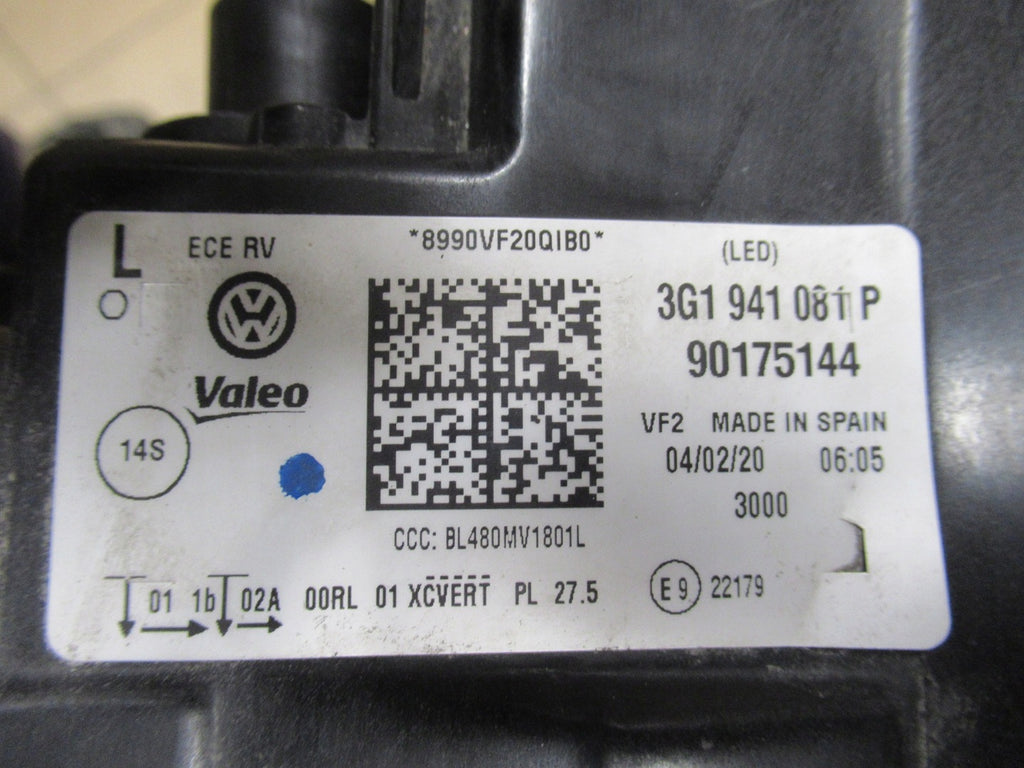 L
ECE RV
*8990VF20QIB0*
(LED)
3G1 941 081 P
90175144
Valeo
14S
VF2 MADE IN SPAIN
04/02/20 06:05
3000
CCC: BL480MV1801L
01 1b 02A 00RL 01 XCVERT PL 27.5
E9 22179